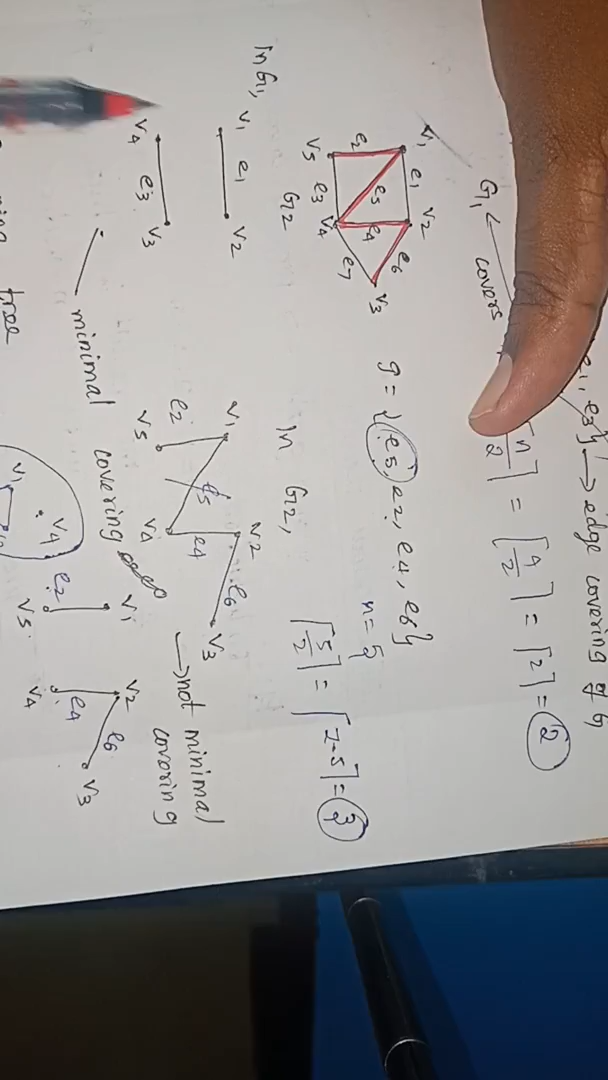 e₁, e₃} → edge covering of G
G₁ ← covers
n/2⌉ = ⌈4/2⌉ = ⌈2⌉ = 2
v₁ e₁ v₂
e₂ e₅ e₄ e₆ v₃
v₅ e₃ v₄ e₇
G₂
g = {e₅, e₂, e₄, e₆}
n = 5
In G₂,
⌈5/2⌉ = ⌈2.5⌉ = 3
In G₁,
v₁ e₁ v₂
v₄ e₃ v₃
minimal covering
v₁ v₂
e₂ e₅ e₄ e₆ v₃
v₅ v₄
→ not minimal
covering
v₁ v₂
e₂ e₄ e₆ v₃
v₅ v₄
v₄
v₁
tree